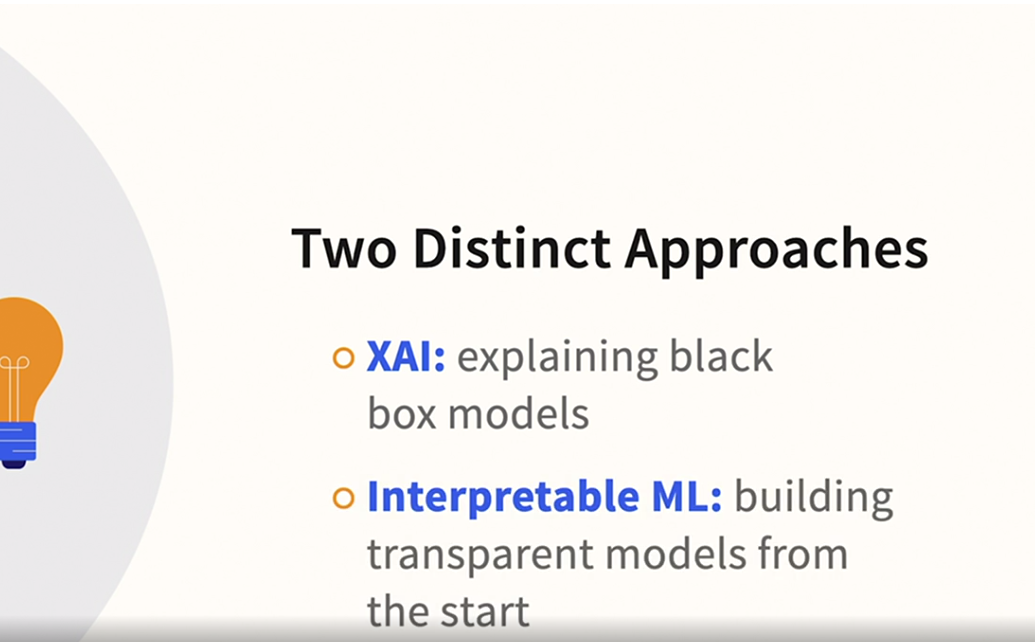 Two Distinct Approaches
XAI: explaining black
box models
Interpretable ML: building
transparent models from
the start